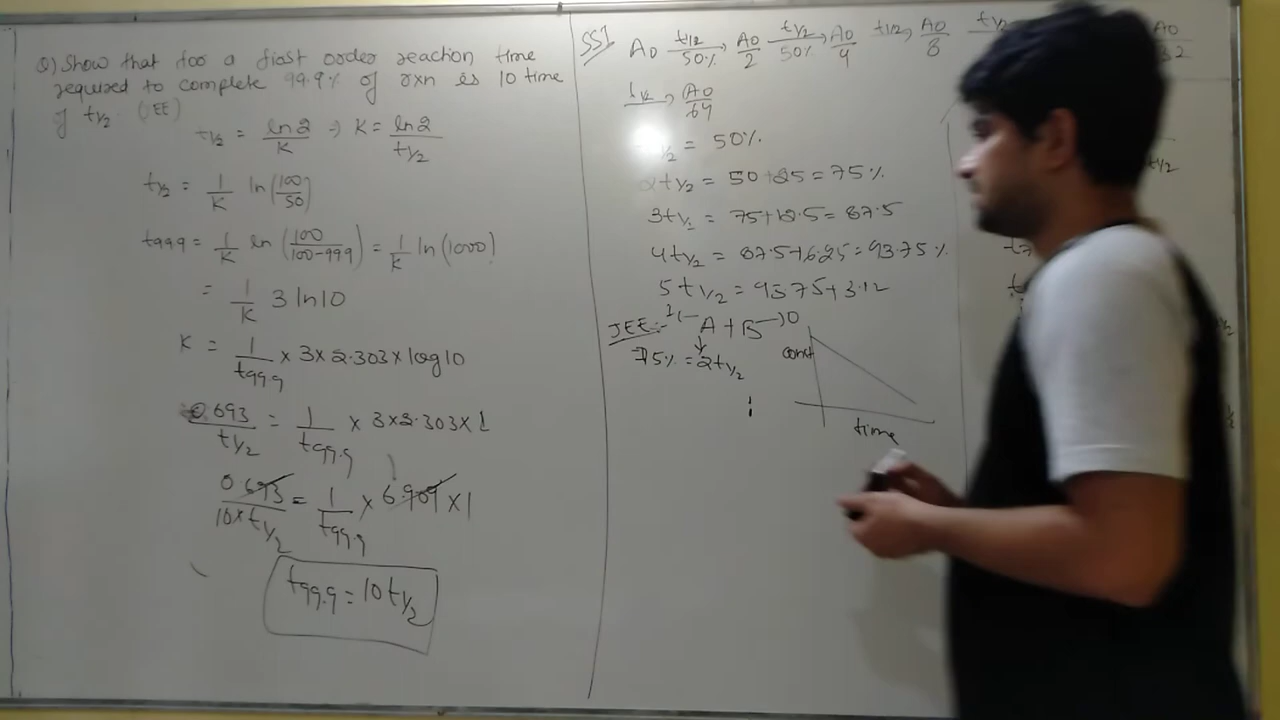 Q) Show that for a first order reaction time
required to complete 99.9% of rxn is 10 time
of t1/2. (JEE)
t1/2 = ln2/K → K = ln2/t1/2
t1/2 = 1/K ln(100/50)
t99.9 = 1/K ln(100/100-99.9) = 1/K ln(1000)
= 1/K 3 ln10
K = 1/t99.9 × 3 × 2.303 × log10
0.693/t1/2 = 1/t99.9 × 3×2.303×1
0.693/10×t1/2 = 1/t99.9 × 6.909×1
t99.9 = 10 t1/2
SSI A0 t1/2/50% → A0/2 t1/2/50% → A0/4 t1/2 → A0/8 t1/2 A0/32
t1/2 → A0/64
= 50%.
2t1/2 = 50+25 = 75%.
3t1/2 = 75+12.5 = 87.5
4t1/2 = 87.5+6.25 = 93.75%.
5t1/2 = 93.75+3.12
JEE:- A + B → 0
75% = 2t1/2
conc
time